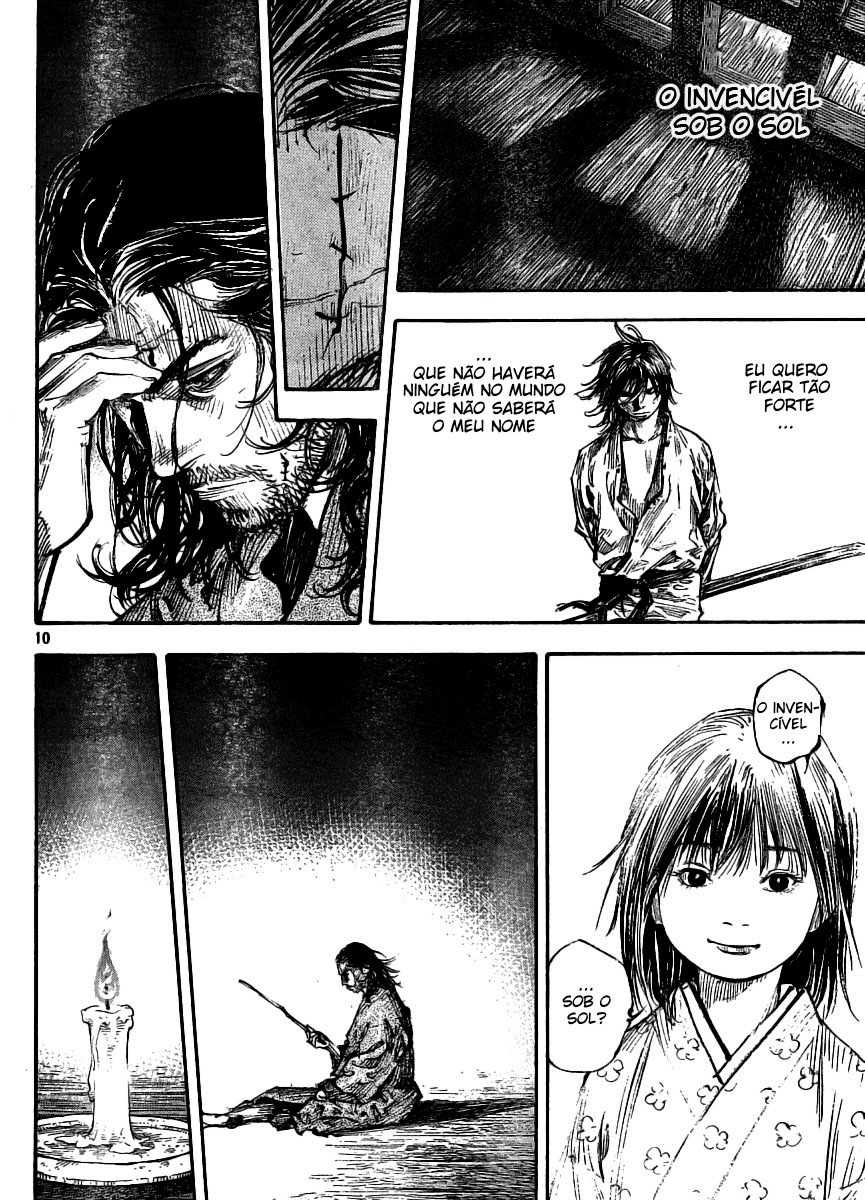 O INVENCIVÉL
SOB O SOL
EU QUERO
FICAR TÃO
FORTE
...
...
QUE NÃO HAVERÁ
NINGUÉM NO MUNDO
QUE NÃO SABERÁ
O MEU NOME
10
O INVEN-
CÍVEL
...
...
SOB O
SOL?